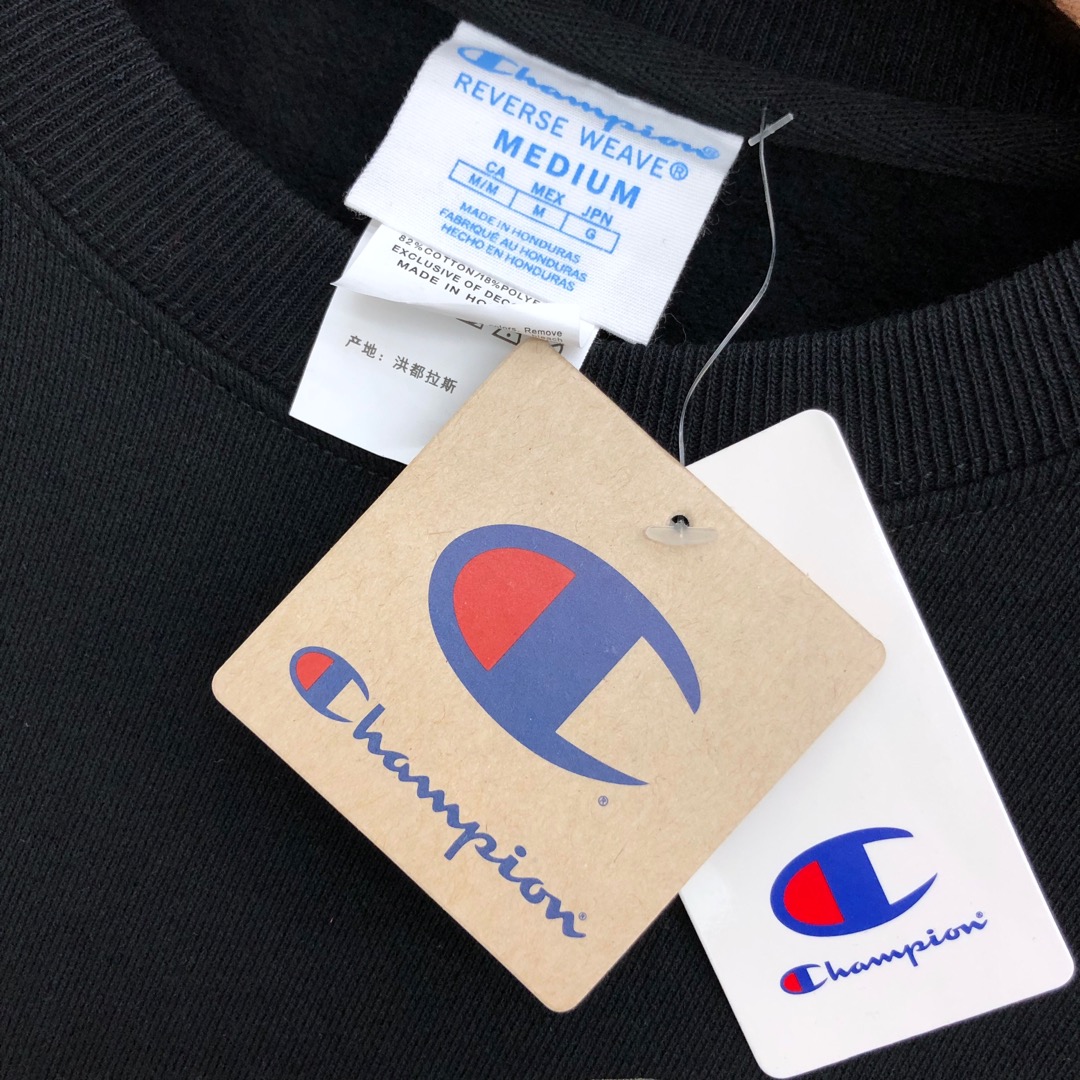 Champion®
REVERSE WEAVE®
MEDIUM
CA MEX JPN
M/M M G
MADE IN HONDURAS
FABRIQUÉ AU HONDURAS
HECHO EN HONDURAS
82%COTTON/18%POLYE
EXCLUSIVE OF DEC
MADE IN HO
Remove
产地：洪都拉斯
®
Champion®
Champion®